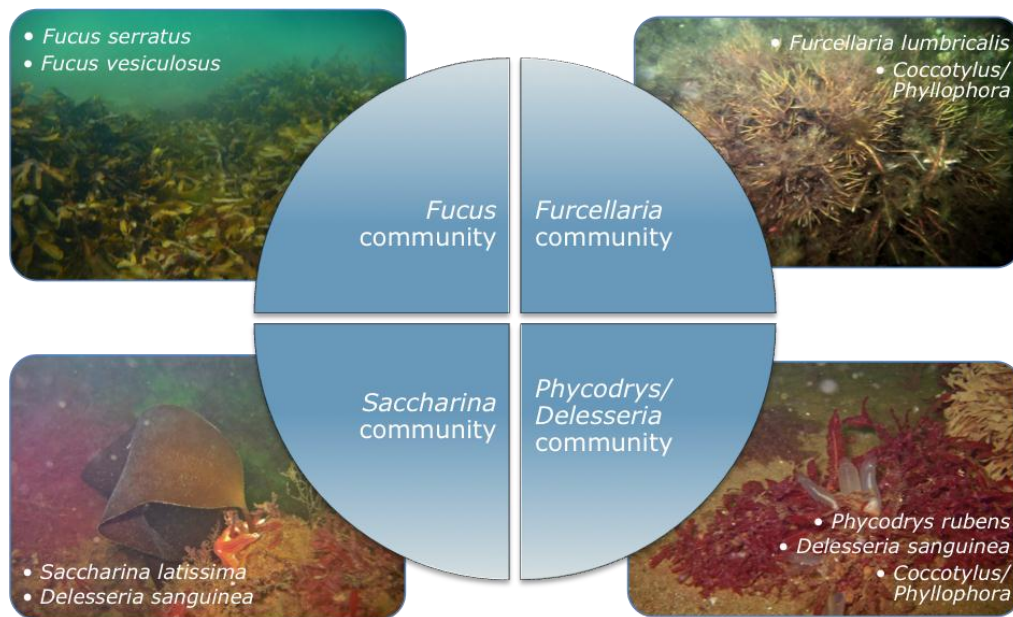 • Fucus serratus
• Fucus vesiculosus
• Furcellaria lumbricalis
• Coccotylus/
Phyllophora
Fucus
community
Furcellaria
community
Saccharina
community
Phycodrys/
Delesseria
community
• Saccharina latissima
• Delesseria sanguinea
• Phycodrys rubens
• Delesseria sanguinea
• Coccotylus/
Phyllophora